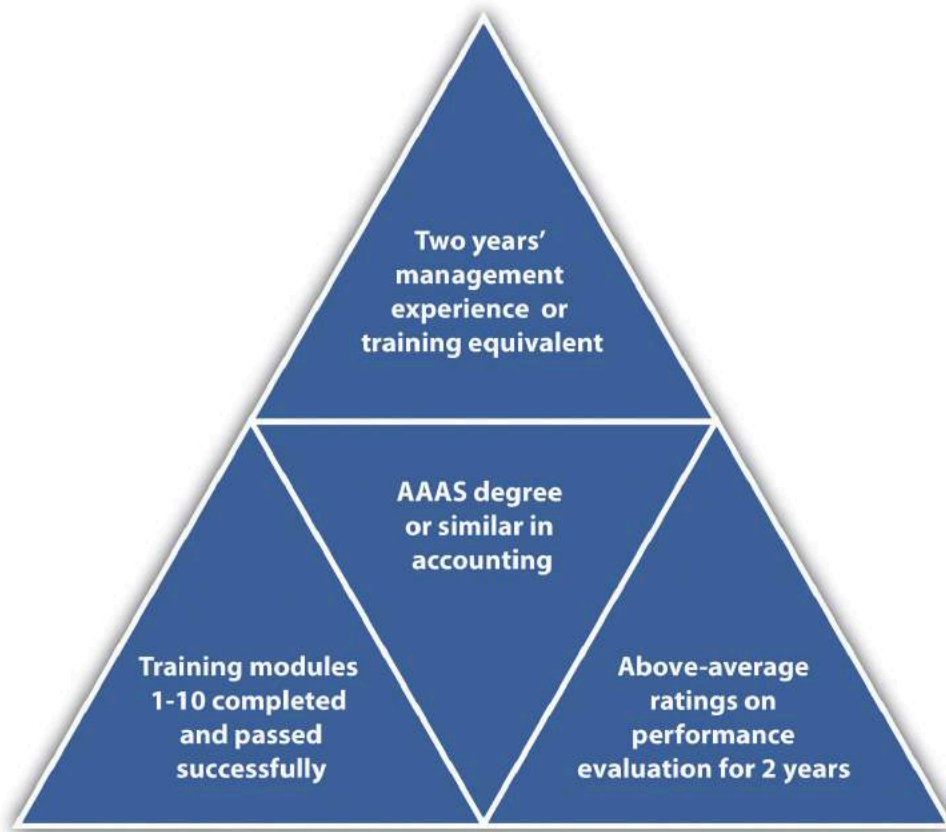 Two years’
management
experience or
training equivalent
AAAS degree
or similar in
accounting
Training modules
1-10 completed
and passed
successfully
Above-average
ratings on
performance
evaluation for 2 years